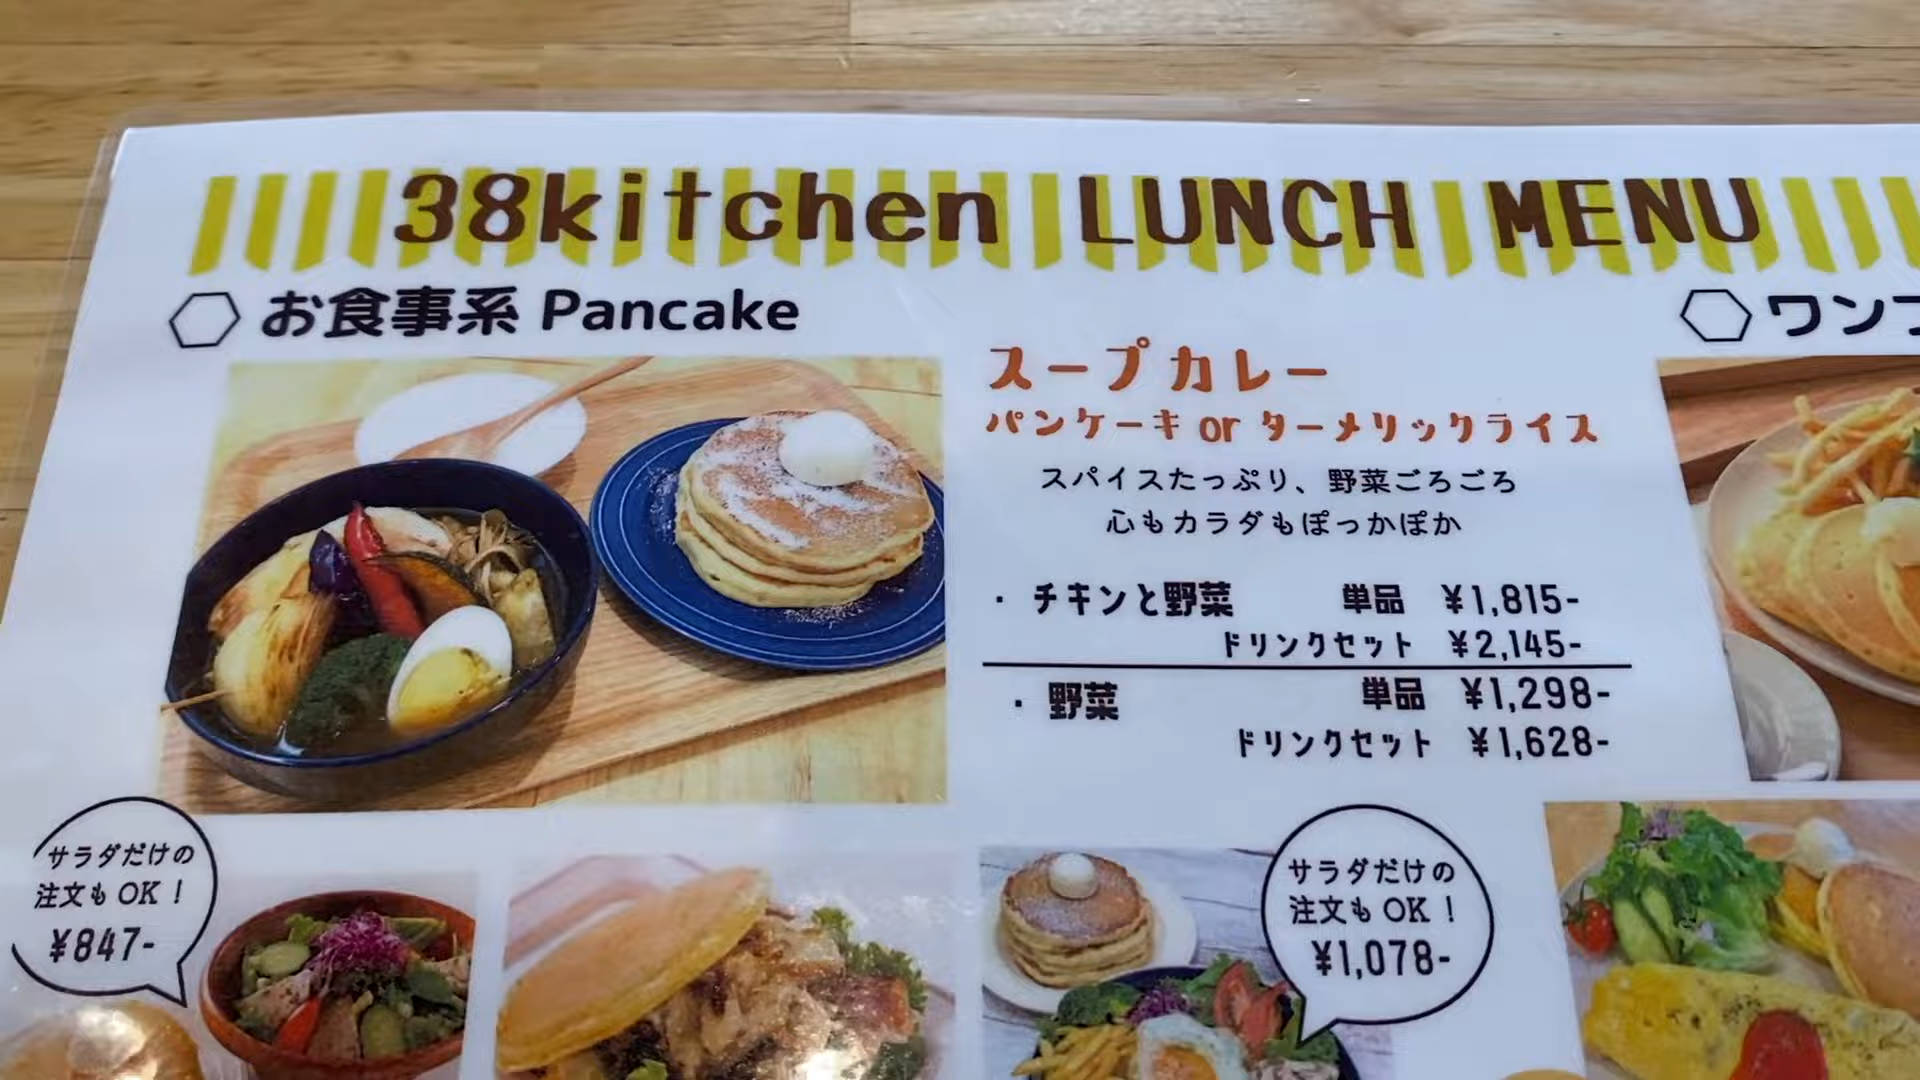 38kitchen LUNCH MENU
お食事系 Pancake
スープカレー
パンケーキ or ターメリックライス
スパイスたっぷり、野菜ごろごろ
心もカラダもぽっかぽか
・チキンと野菜 単品 ¥1,815-
ドリンクセット ¥2,145-
・野菜 単品 ¥1,298-
ドリンクセット ¥1,628-
ワンプ
サラダだけの
注文も OK！
¥847-
サラダだけの
注文も OK！
¥1,078-